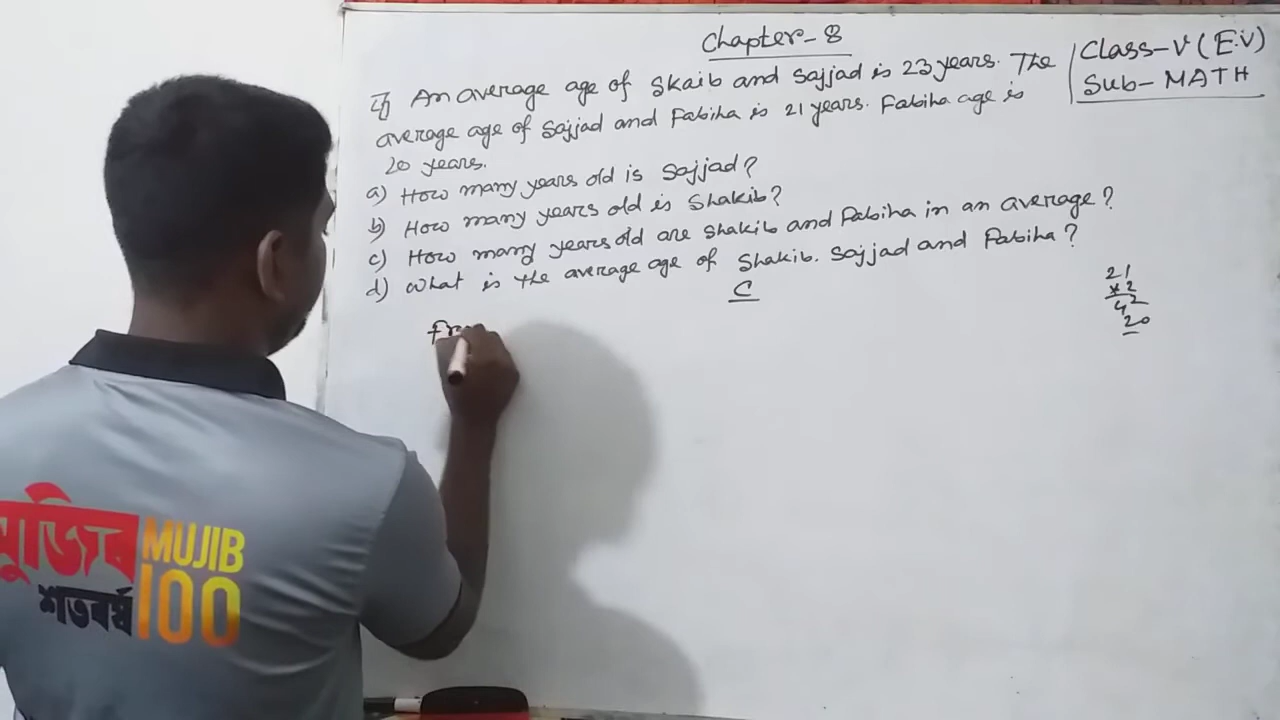 Chapter-8
Class-V (E.V)
Sub- MATH
An average age of Skaib and Sajjad is 23 years. The
average age of Sajjad and Fabiha is 21 years. Fabiha age is
20 years.
a) How many years old is Sajjad?
b) How many years old is Shakib?
c) How many years old are Shakib and Fabiha in an average?
d) What is the average age of Shakib. Sajjad and Fabiha?
C
21
×2
42
20
মুজিব
শতবর্ষ
MUJIB
100